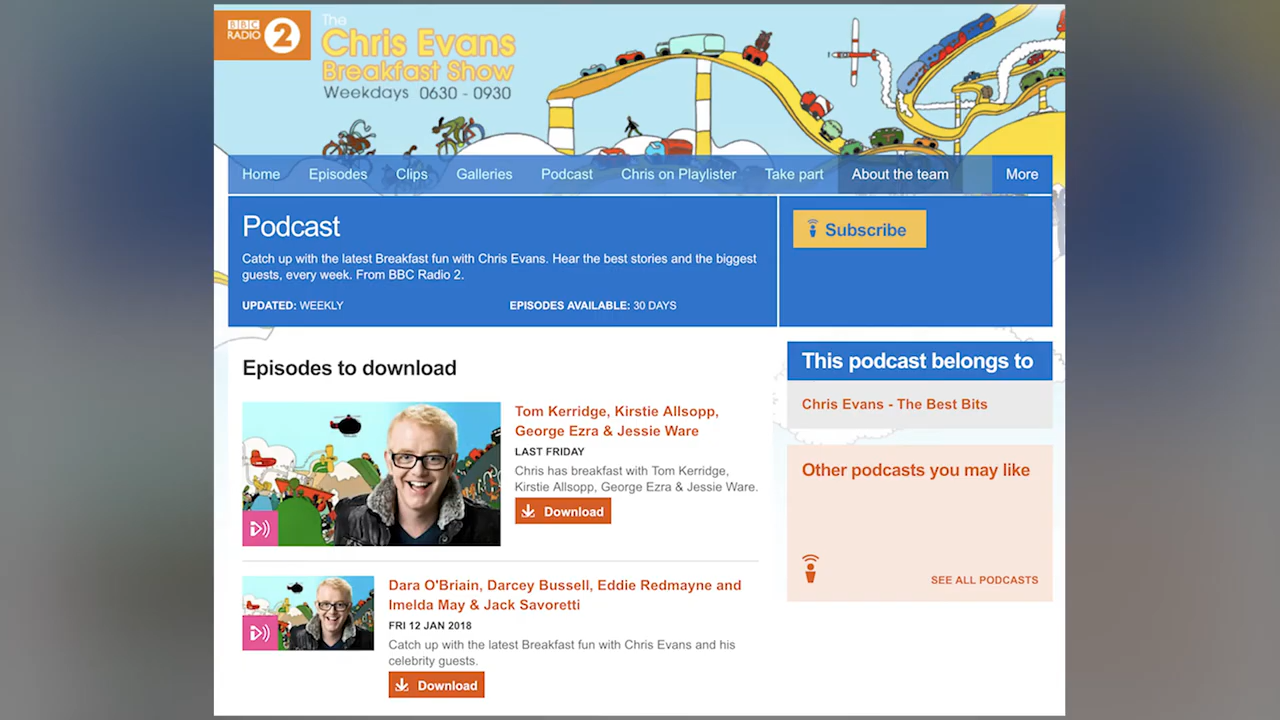 BBC
RADIO 2
The
Chris Evans
Breakfast Show
Weekdays 0630 - 0930
Home Episodes Clips Galleries Podcast Chris on Playlister Take part About the team More
Podcast
Catch up with the latest Breakfast fun with Chris Evans. Hear the best stories and the biggest
guests, every week. From BBC Radio 2.
UPDATED: WEEKLY EPISODES AVAILABLE: 30 DAYS
Subscribe
Episodes to download
Tom Kerridge, Kirstie Allsopp,
George Ezra & Jessie Ware
LAST FRIDAY
Chris has breakfast with Tom Kerridge,
Kirstie Allsopp, George Ezra & Jessie Ware.
Download
Dara O'Briain, Darcey Bussell, Eddie Redmayne and
Imelda May & Jack Savoretti
FRI 12 JAN 2018
Catch up with the latest Breakfast fun with Chris Evans and his
celebrity guests.
Download
This podcast belongs to
Chris Evans - The Best Bits
Other podcasts you may like
SEE ALL PODCASTS